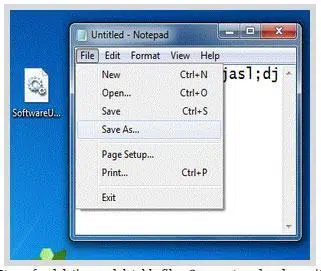 Untitled - Notepad
File Edit Format View Help
New Ctrl+N
jasl;dj
Open... Ctrl+O
Save Ctrl+S
Save As...
Page Setup...
Print... Ctrl+P
Exit
SoftwareU...